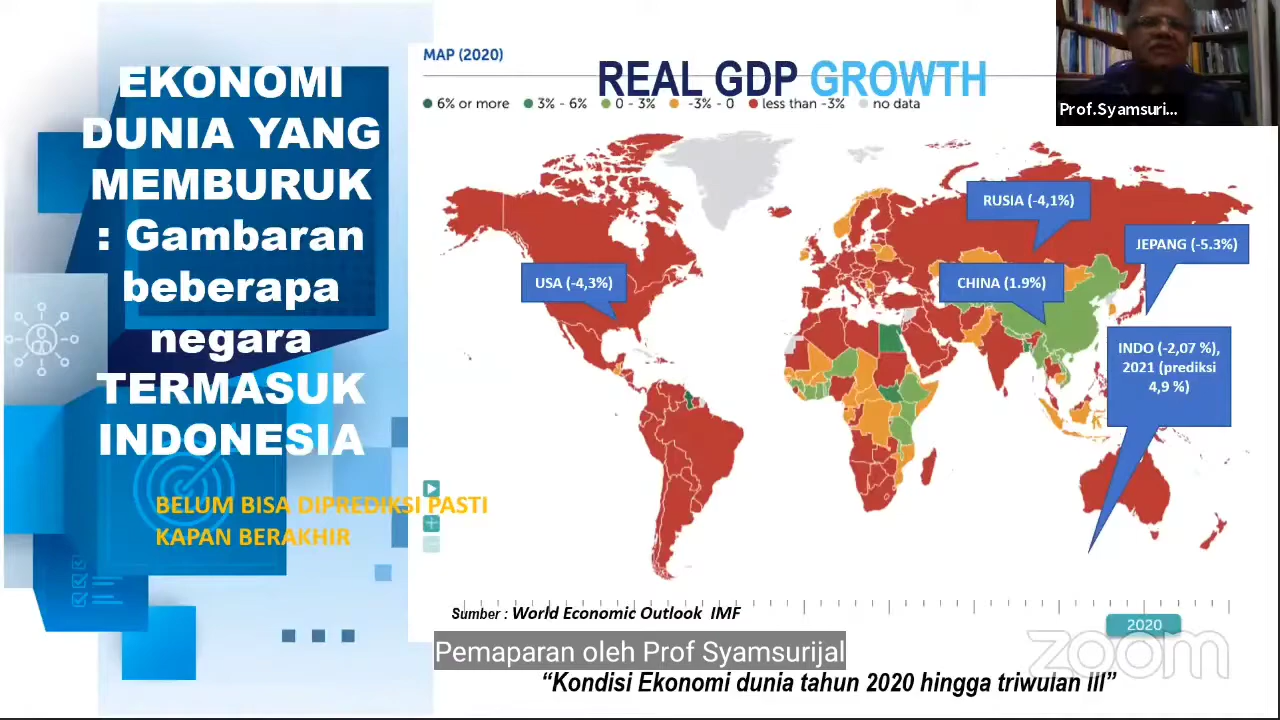 EKONOMI
DUNIA YANG
MEMBURUK
: Gambaran
beberapa
negara
TERMASUK
INDONESIA
BELUM BISA DIPREDIKSI PASTI
KAPAN BERAKHIR
MAP (2020)
REAL GDP GROWTH
6% or more 3% - 6% 0 - 3% -3% - 0 less than -3% no data
Prof.Syamsuri...
RUSIA (-4,1%)
JEPANG (-5.3%)
USA (-4,3%)
CHINA (1.9%)
INDO (-2,07 %),
2021 (prediksi
4,9 %)
Sumber : World Economic Outlook IMF
2020
Pemaparan oleh Prof Syamsurijal
zoom
“Kondisi Ekonomi dunia tahun 2020 hingga triwulan III”